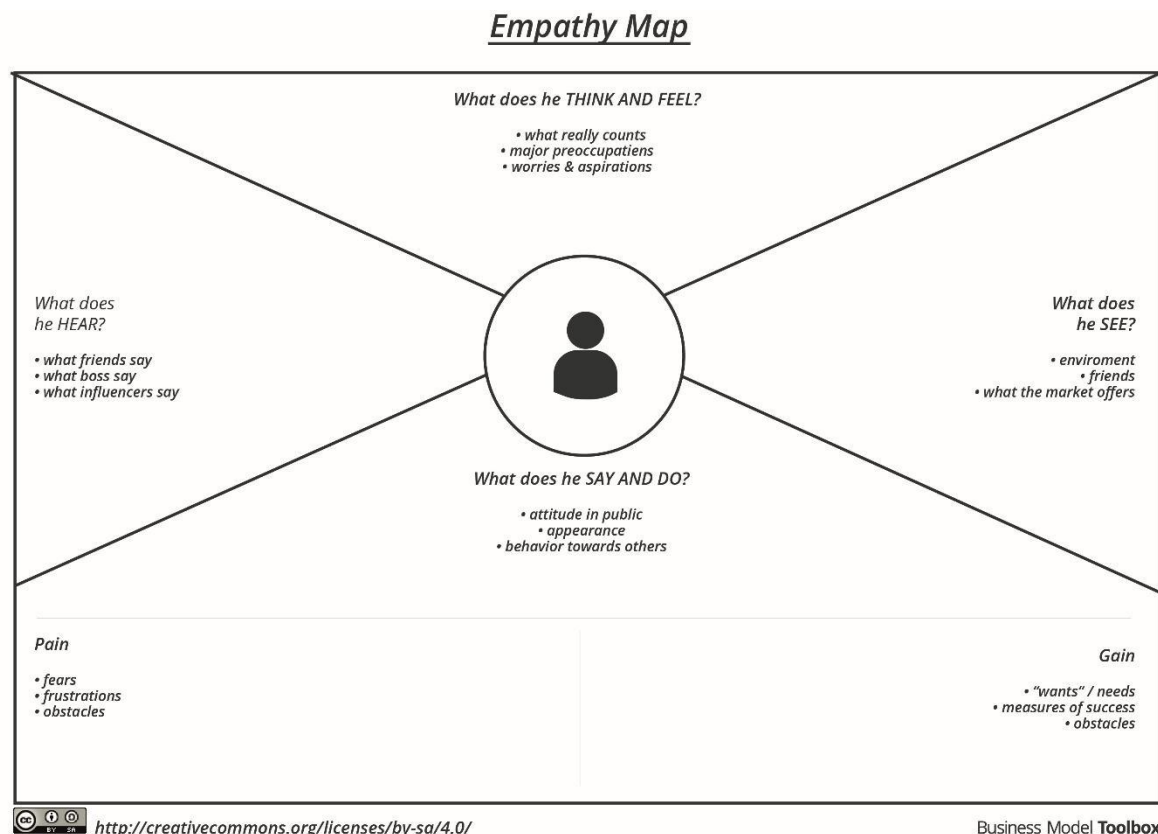 Empathy Map
What does he THINK AND FEEL?
• what really counts
• major preoccupatiens
• worries & aspirations
What does
he HEAR?
• what friends say
• what boss say
• what influencers say
What does
he SEE?
• enviroment
• friends
• what the market offers
What does he SAY AND DO?
• attitude in public
• appearance
• behavior towards others
Pain
• fears
• frustrations
• obstacles
Gain
• “wants” / needs
• measures of success
• obstacles
cc BY SA
http://creativecommons.org/licenses/by-sa/4.0/
Business Model Toolbox